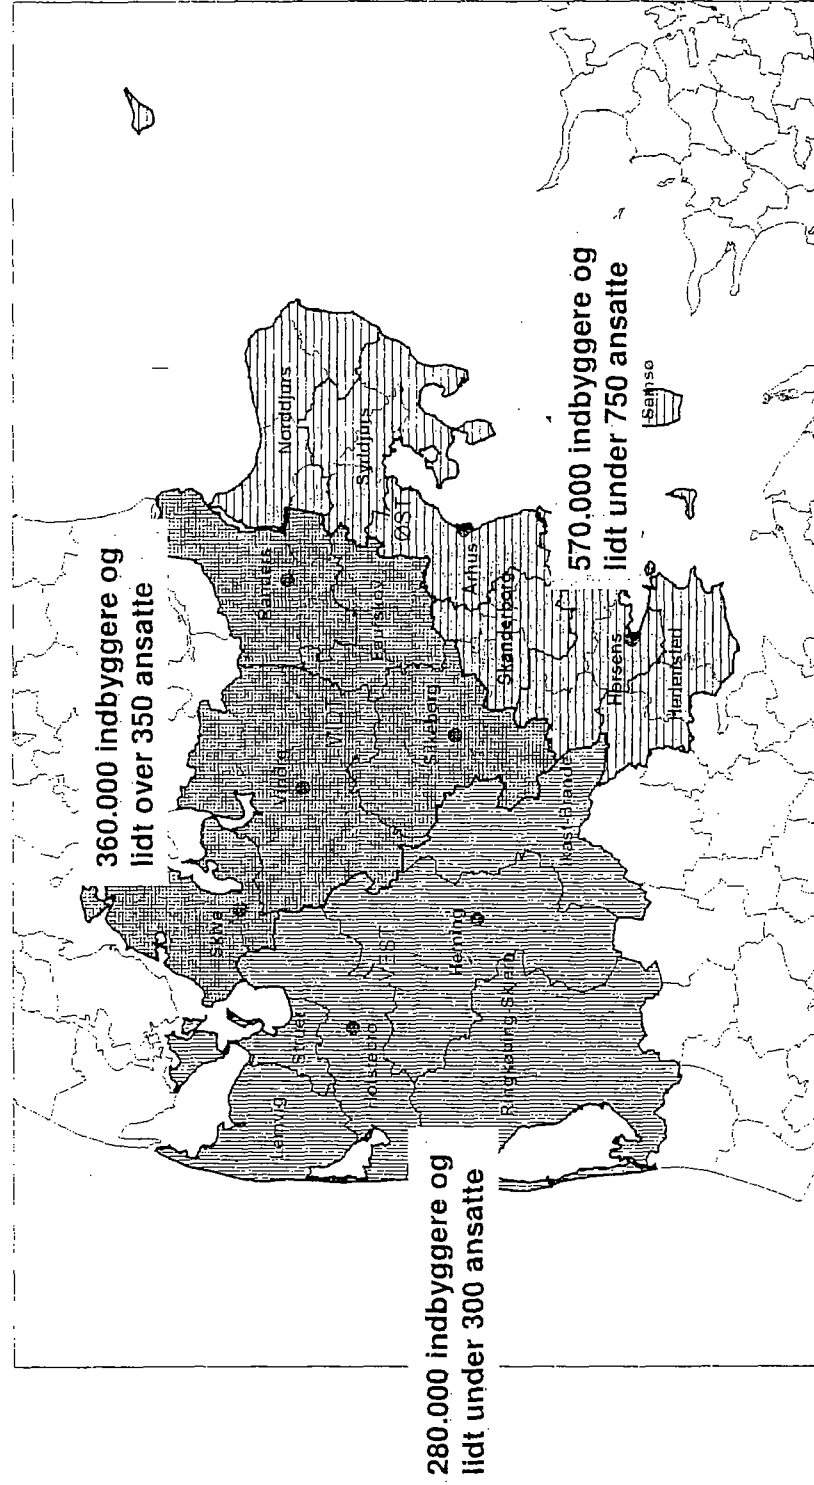 360.000 indbyggere og
lidt over 350 ansatte
Norddjurs
Randers
Syddjurs
ØST
Favrskov
Viborg
MIDT
Skive
Århus
Silkeborg
Skanderborg
570.000 indbyggere og
lidt under 750 ansatte
Samsø
Horsens
Hedensted
Struer
Lemvig
Holstebro
VEST
Herning
Ikast-Brande
Ringkøbing-Skjern
280.000 indbyggere og
lidt under 300 ansatte